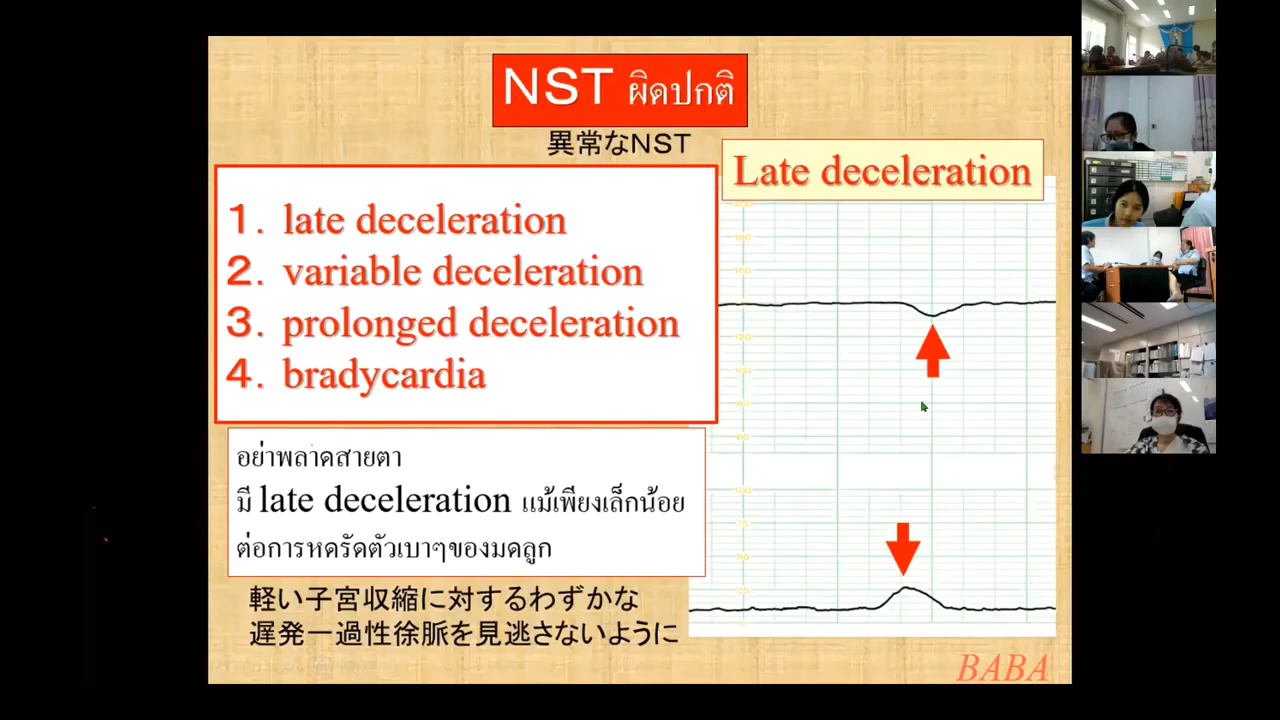 NST ผิดปกติ
異常なNST
Late deceleration
1. late deceleration
2. variable deceleration
3. prolonged deceleration
4. bradycardia
อย่าพลาดสายตา
มี late deceleration แม้เพียงเล็กน้อย
ต่อการหดรัดตัวเบาๆของมดลูก
軽い子宮収縮に対するわずかな
遅発一過性徐脈を見逃さないように
BABA